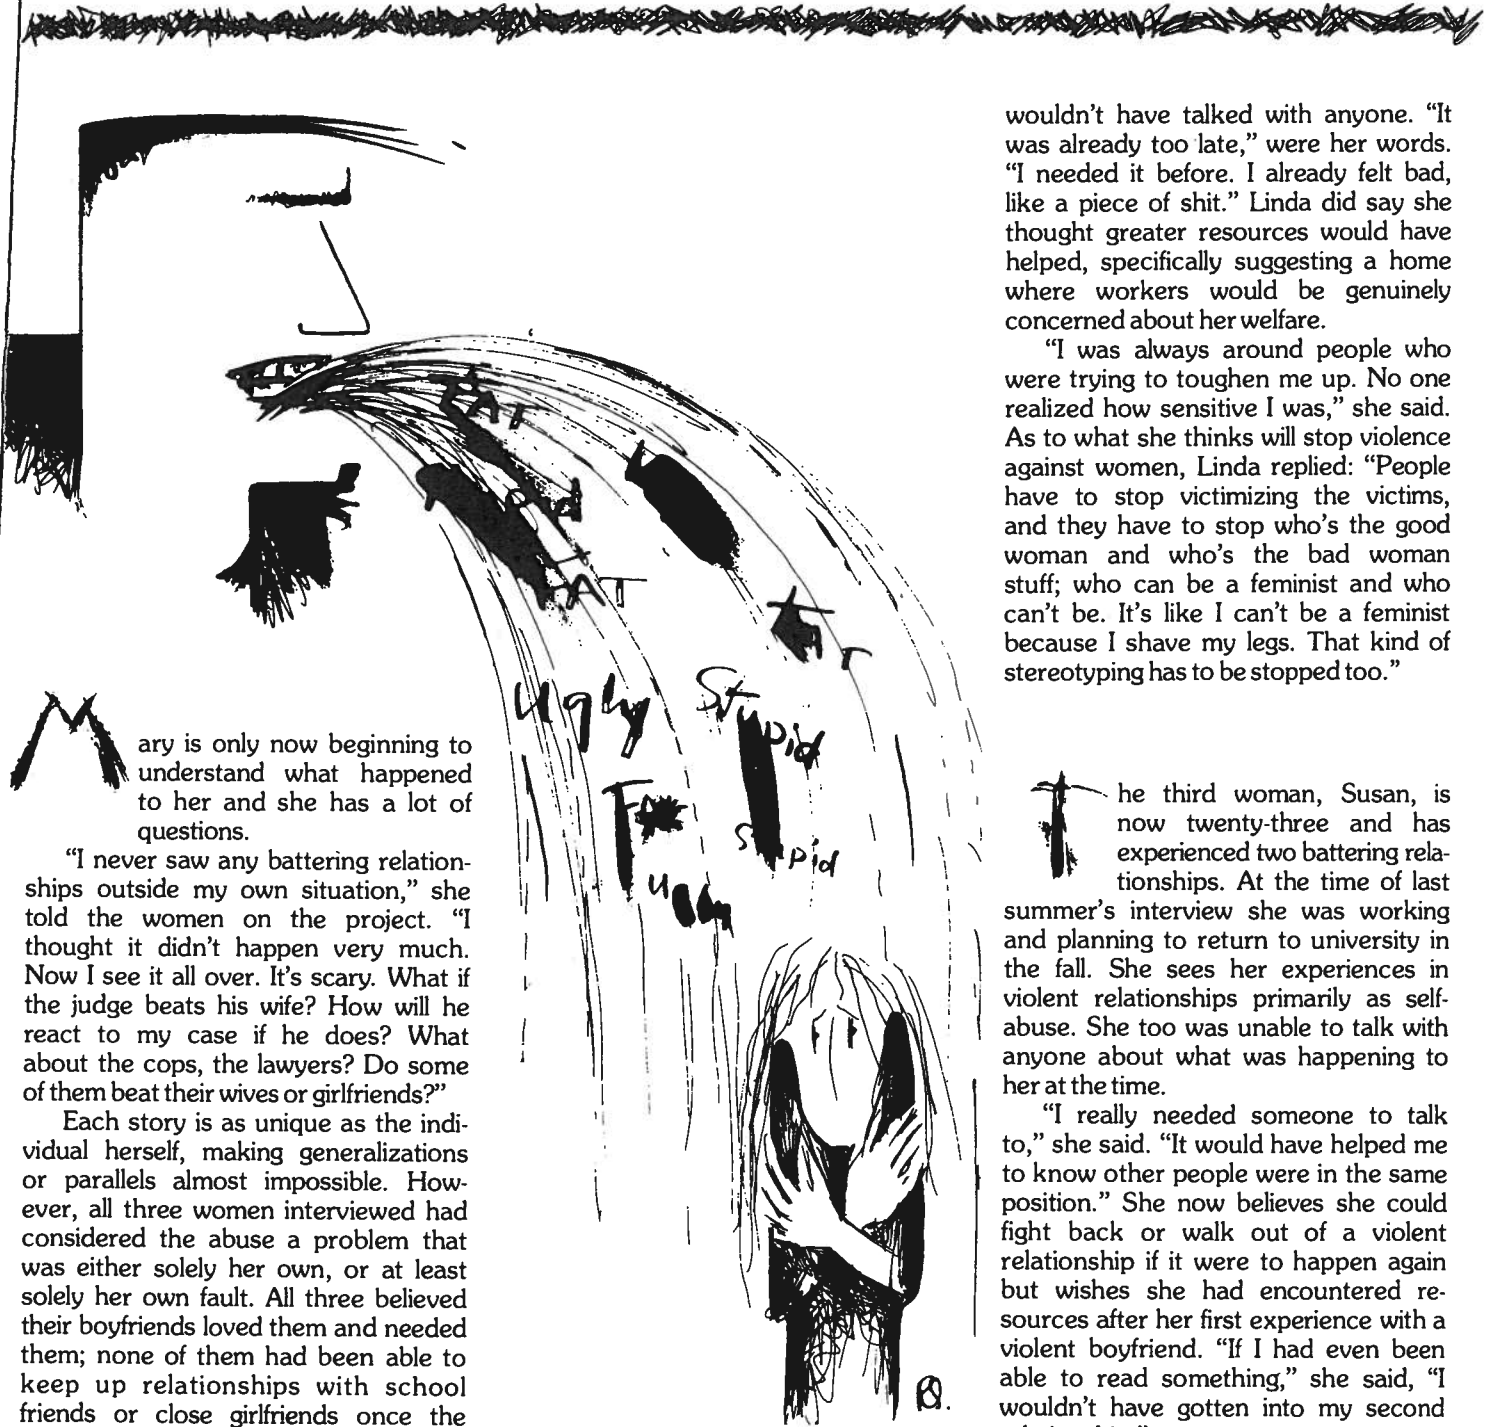 Mary is only now beginning to
understand what happened
to her and she has a lot of
questions.
"I never saw any battering relation-
ships outside my own situation," she
told the women on the project. "I
thought it didn't happen very much.
Now I see it all over. It's scary. What if
the judge beats his wife? How will he
react to my case if he does? What
about the cops, the lawyers? Do some
of them beat their wives or girlfriends?"
Each story is as unique as the indi-
vidual herself, making generalizations
or parallels almost impossible. How-
ever, all three women interviewed had
considered the abuse a problem that
was either solely her own, or at least
solely her own fault. All three believed
their boyfriends loved them and needed
them; none of them had been able to
keep up relationships with school
friends or close girlfriends once the
FAT
FAT
FAT
Ugly
Stupid
Ugly
wouldn't have talked with anyone. "It
was already too late," were her words.
"I needed it before. I already felt bad,
like a piece of shit." Linda did say she
thought greater resources would have
helped, specifically suggesting a home
where workers would be genuinely
concerned about her welfare.
"I was always around people who
were trying to toughen me up. No one
realized how sensitive I was," she said.
As to what she thinks will stop violence
against women, Linda replied: "People
have to stop victimizing the victims,
and they have to stop who's the good
woman and who's the bad woman
stuff; who can be a feminist and who
can't be. It's like I can't be a feminist
because I shave my legs. That kind of
stereotyping has to be stopped too."
The third woman, Susan, is
now twenty-three and has
experienced two battering rela-
tionships. At the time of last
summer's interview she was working
and planning to return to university in
the fall. She sees her experiences in
violent relationships primarily as self-
abuse. She too was unable to talk with
anyone about what was happening to
her at the time.
"I really needed someone to talk
to," she said. "It would have helped me
to know other people were in the same
position." She now believes she could
fight back or walk out of a violent
relationship if it were to happen again
but wishes she had encountered re-
sources after her first experience with a
violent boyfriend. "If I had even been
able to read something," she said, "I
wouldn't have gotten into my second